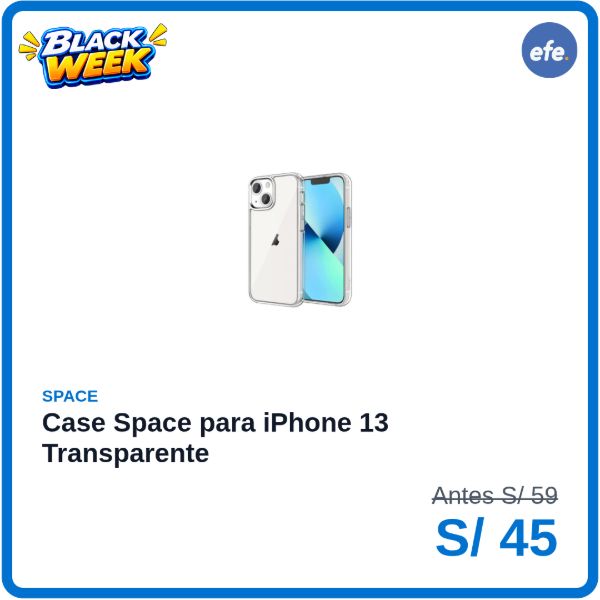 BLACK
WEEK
efe.
SPACE
Case Space para iPhone 13
Transparente
Antes S/ 59
S/ 45